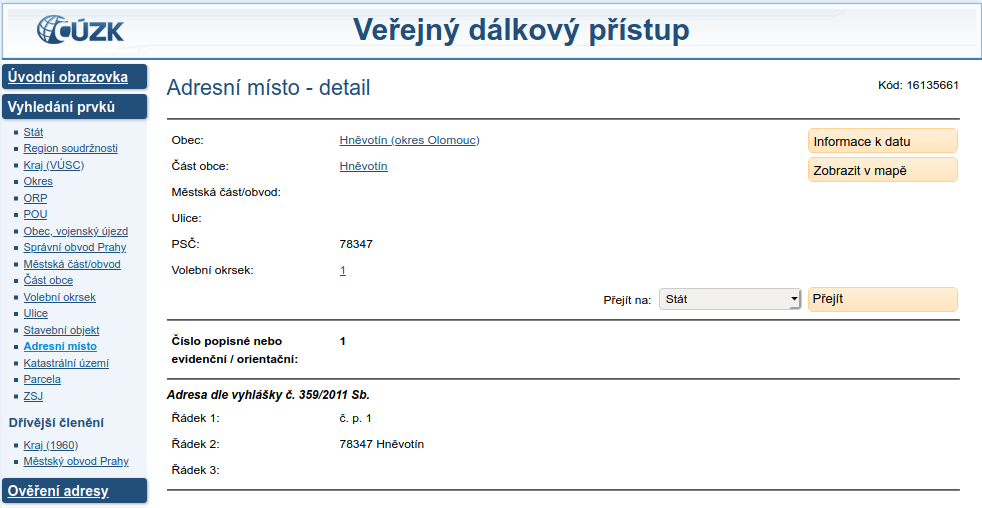 ČÚZK
Veřejný dálkový přístup
Úvodní obrazovka
Vyhledání prvků
Stát
Region soudržnosti
Kraj (VÚSC)
Okres
ORP
POU
Obec, vojenský újezd
Správní obvod Prahy
Městská část/obvod
Část obce
Volební okrsek
Ulice
Stavební objekt
Adresní místo
Katastrální území
Parcela
ZSJ
Dřívější členění
Kraj (1960)
Městský obvod Prahy
Ověření adresy
Adresní místo - detail
Kód: 16135661
Obec: Hněvotín (okres Olomouc)
Informace k datu
Část obce: Hněvotín
Zobrazit v mapě
Městská část/obvod:
Ulice:
PSČ: 78347
Volební okrsek: 1
Přejít na: Stát Přejít
Číslo popisné nebo 1
evidenční / orientační:
Adresa dle vyhlášky č. 359/2011 Sb.
Řádek 1: č. p. 1
Řádek 2: 78347 Hněvotín
Řádek 3: